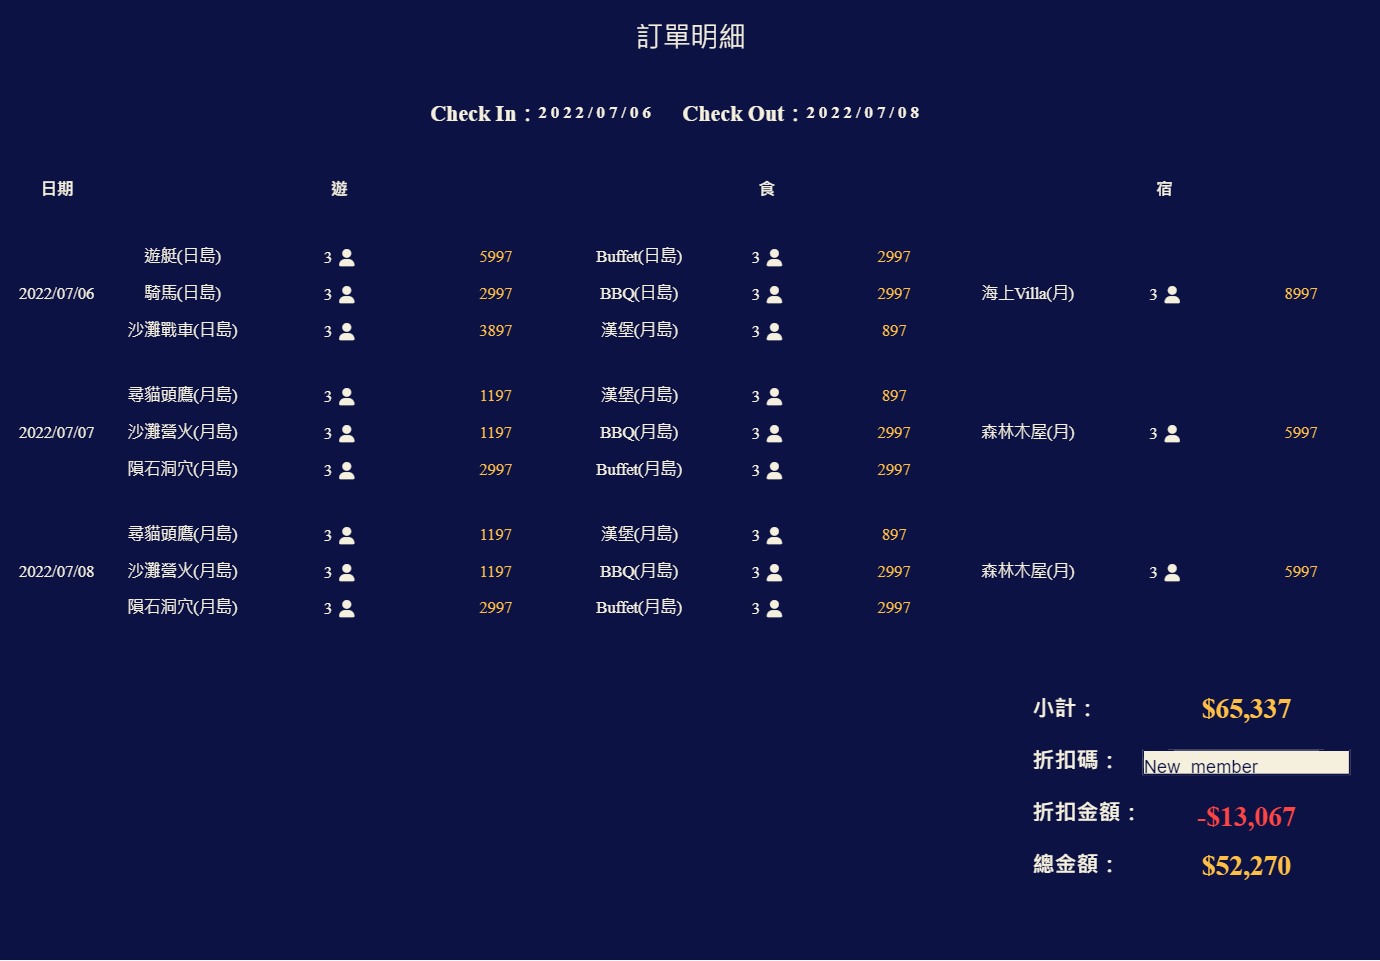 訂單明細
Check In：2022/07/06 Check Out：2022/07/08
日期 遊 食 宿
遊艇(日島) 3 5997 Buffet(日島) 3 2997
2022/07/06 騎馬(日島) 3 2997 BBQ(日島) 3 2997 海上Villa(月) 3 8997
沙灘戰車(日島) 3 3897 漢堡(月島) 3 897
尋貓頭鷹(月島) 3 1197 漢堡(月島) 3 897
2022/07/07 沙灘營火(月島) 3 1197 BBQ(月島) 3 2997 森林木屋(月) 3 5997
隕石洞穴(月島) 3 2997 Buffet(月島) 3 2997
尋貓頭鷹(月島) 3 1197 漢堡(月島) 3 897
2022/07/08 沙灘營火(月島) 3 1197 BBQ(月島) 3 2997 森林木屋(月) 3 5997
隕石洞穴(月島) 3 2997 Buffet(月島) 3 2997
小計： $65,337
折扣碼： New member
折扣金額： -$13,067
總金額： $52,270